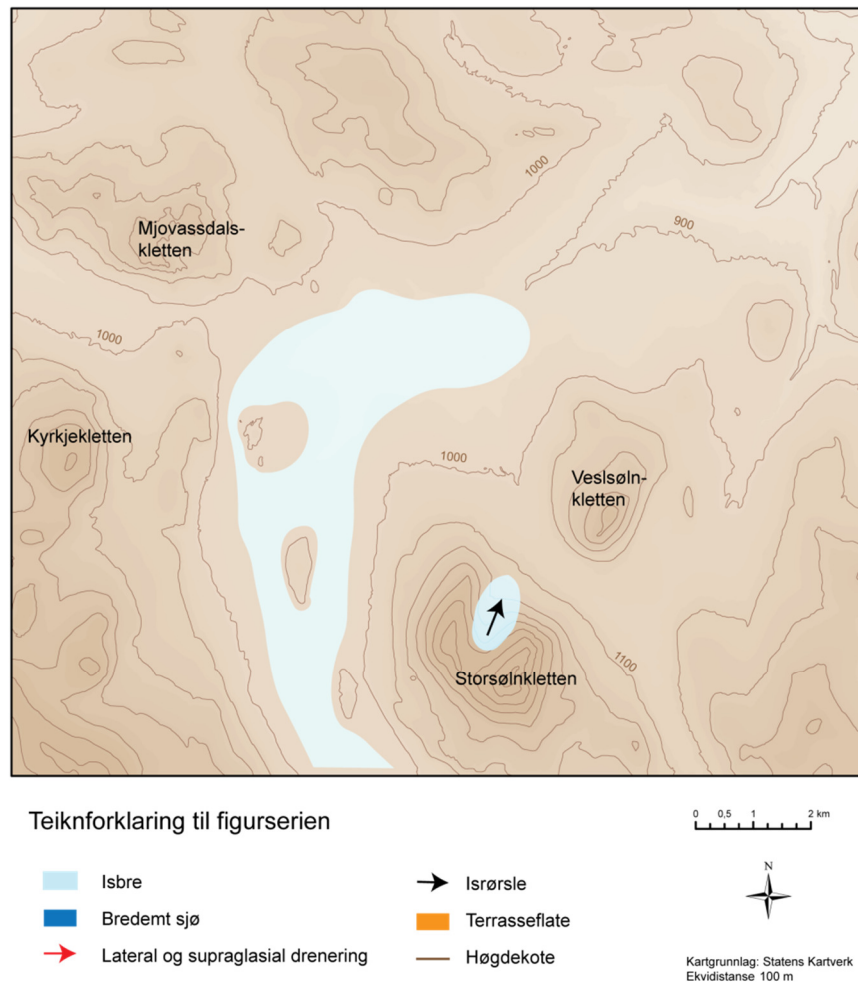 1000
900
Mjovassdals-
kletten
1000
Kyrkjekletten
1000
Veslsøln-
kletten
Storsølnkletten
1100
Teiknforklaring til figurserien
0 0,5 1 2 km
Isbre
Isrørsle
N
Bredemt sjø
Terrasseflate
Lateral og supraglasial drenering
Høgdekote
Kartgrunnlag: Statens Kartverk
Ekvidistanse 100 m